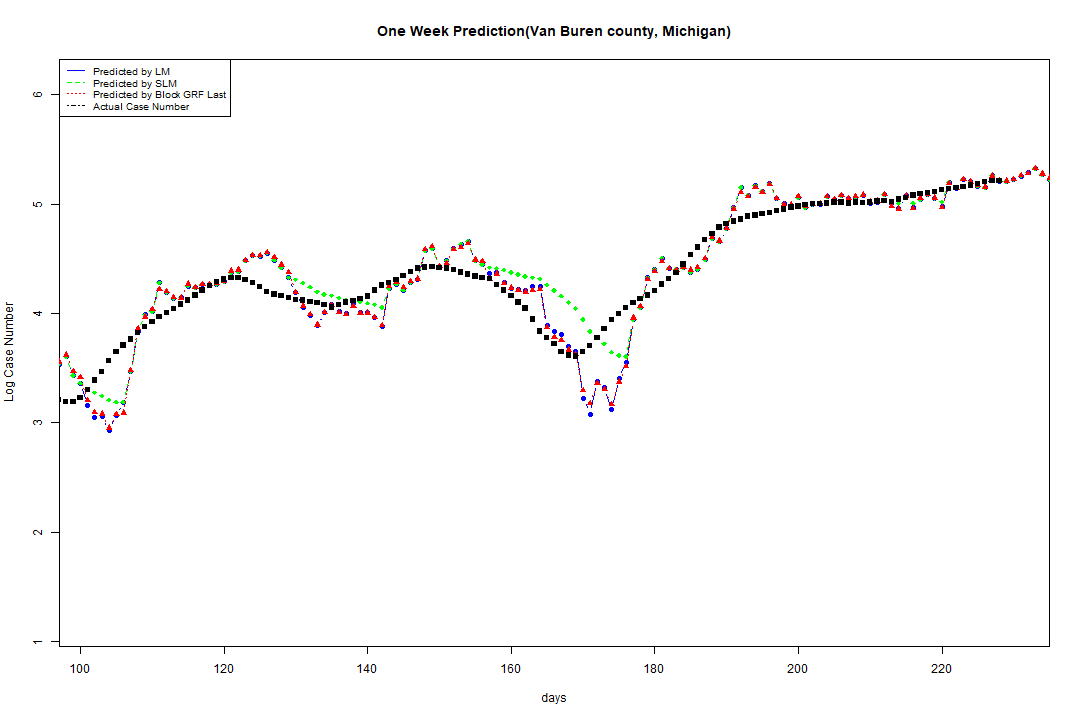 One Week Prediction(Van Buren county, Michigan)
Predicted by LM
Predicted by SLM
Predicted by Block GRF Last
Actual Case Number
6
5
4
3
2
1
Log Case Number
100 120 140 160 180 200 220
days